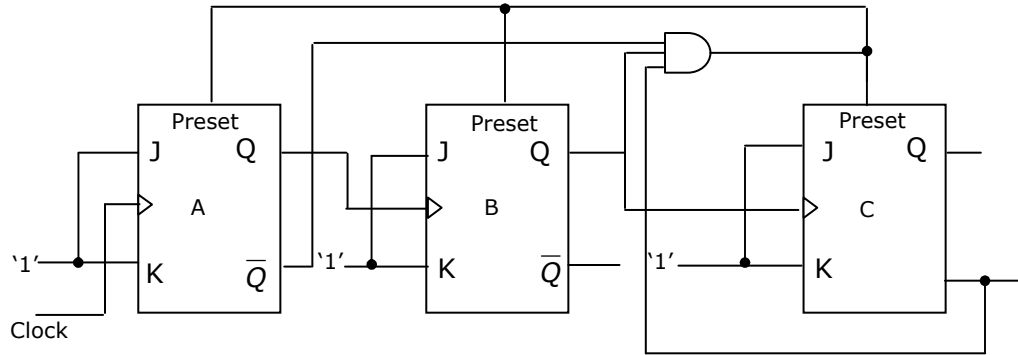 Preset
Preset
Preset
J Q
J Q
J Q
A
B
C
‘1’
K
Q̅
‘1’
K
Q̅
‘1’
K
Clock